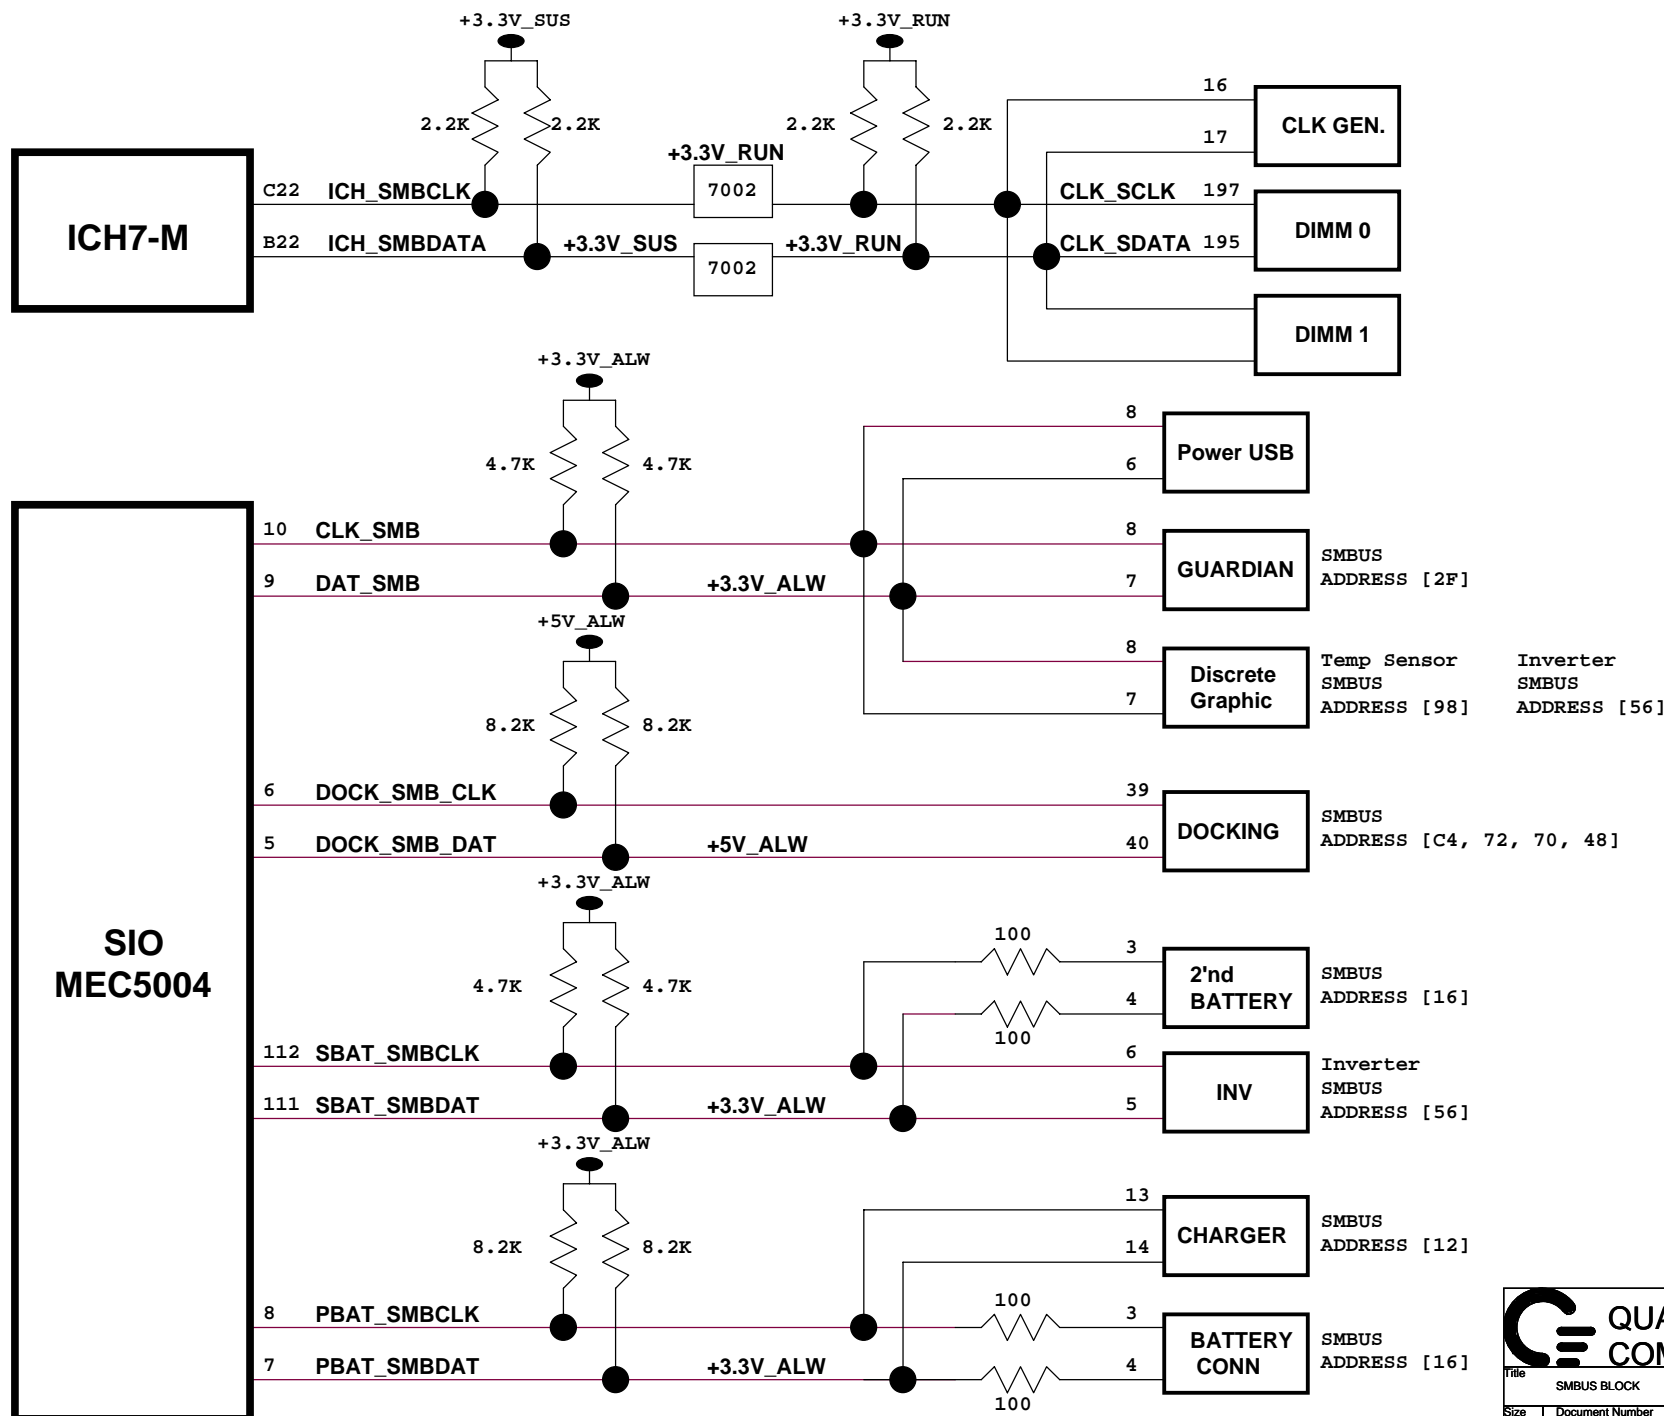 +3.3V_SUS
+3.3V_RUN
2.2K
2.2K
2.2K
2.2K
+3.3V_RUN
16
17
CLK GEN.
ICH7-M
C22 ICH_SMBCLK
7002
CLK_SCLK 197
B22 ICH_SMBDATA
+3.3V_SUS
7002
+3.3V_RUN
CLK_SDATA 195
DIMM 0
DIMM 1
+3.3V_ALW
4.7K
4.7K
8
6
Power USB
10 CLK_SMB
9 DAT_SMB
+3.3V_ALW
8
7
GUARDIAN
SMBUS
ADDRESS [2F]
+5V_ALW
8.2K
8.2K
8
7
Discrete
Graphic
Temp Sensor
SMBUS
ADDRESS [98]
Inverter
SMBUS
ADDRESS [56]
6 DOCK_SMB_CLK
5 DOCK_SMB_DAT
+5V_ALW
39
40
DOCKING
SMBUS
ADDRESS [C4, 72, 70, 48]
SIO
MEC5004
+3.3V_ALW
4.7K
4.7K
100
100
3
4
2'nd
BATTERY
SMBUS
ADDRESS [16]
112 SBAT_SMBCLK
111 SBAT_SMBDAT
+3.3V_ALW
6
5
INV
Inverter
SMBUS
ADDRESS [56]
+3.3V_ALW
8.2K
8.2K
13
14
CHARGER
SMBUS
ADDRESS [12]
8 PBAT_SMBCLK
7 PBAT_SMBDAT
+3.3V_ALW
100
100
3
4
BATTERY
CONN
SMBUS
ADDRESS [16]
Title
SMBUS BLOCK
Size
Document Number